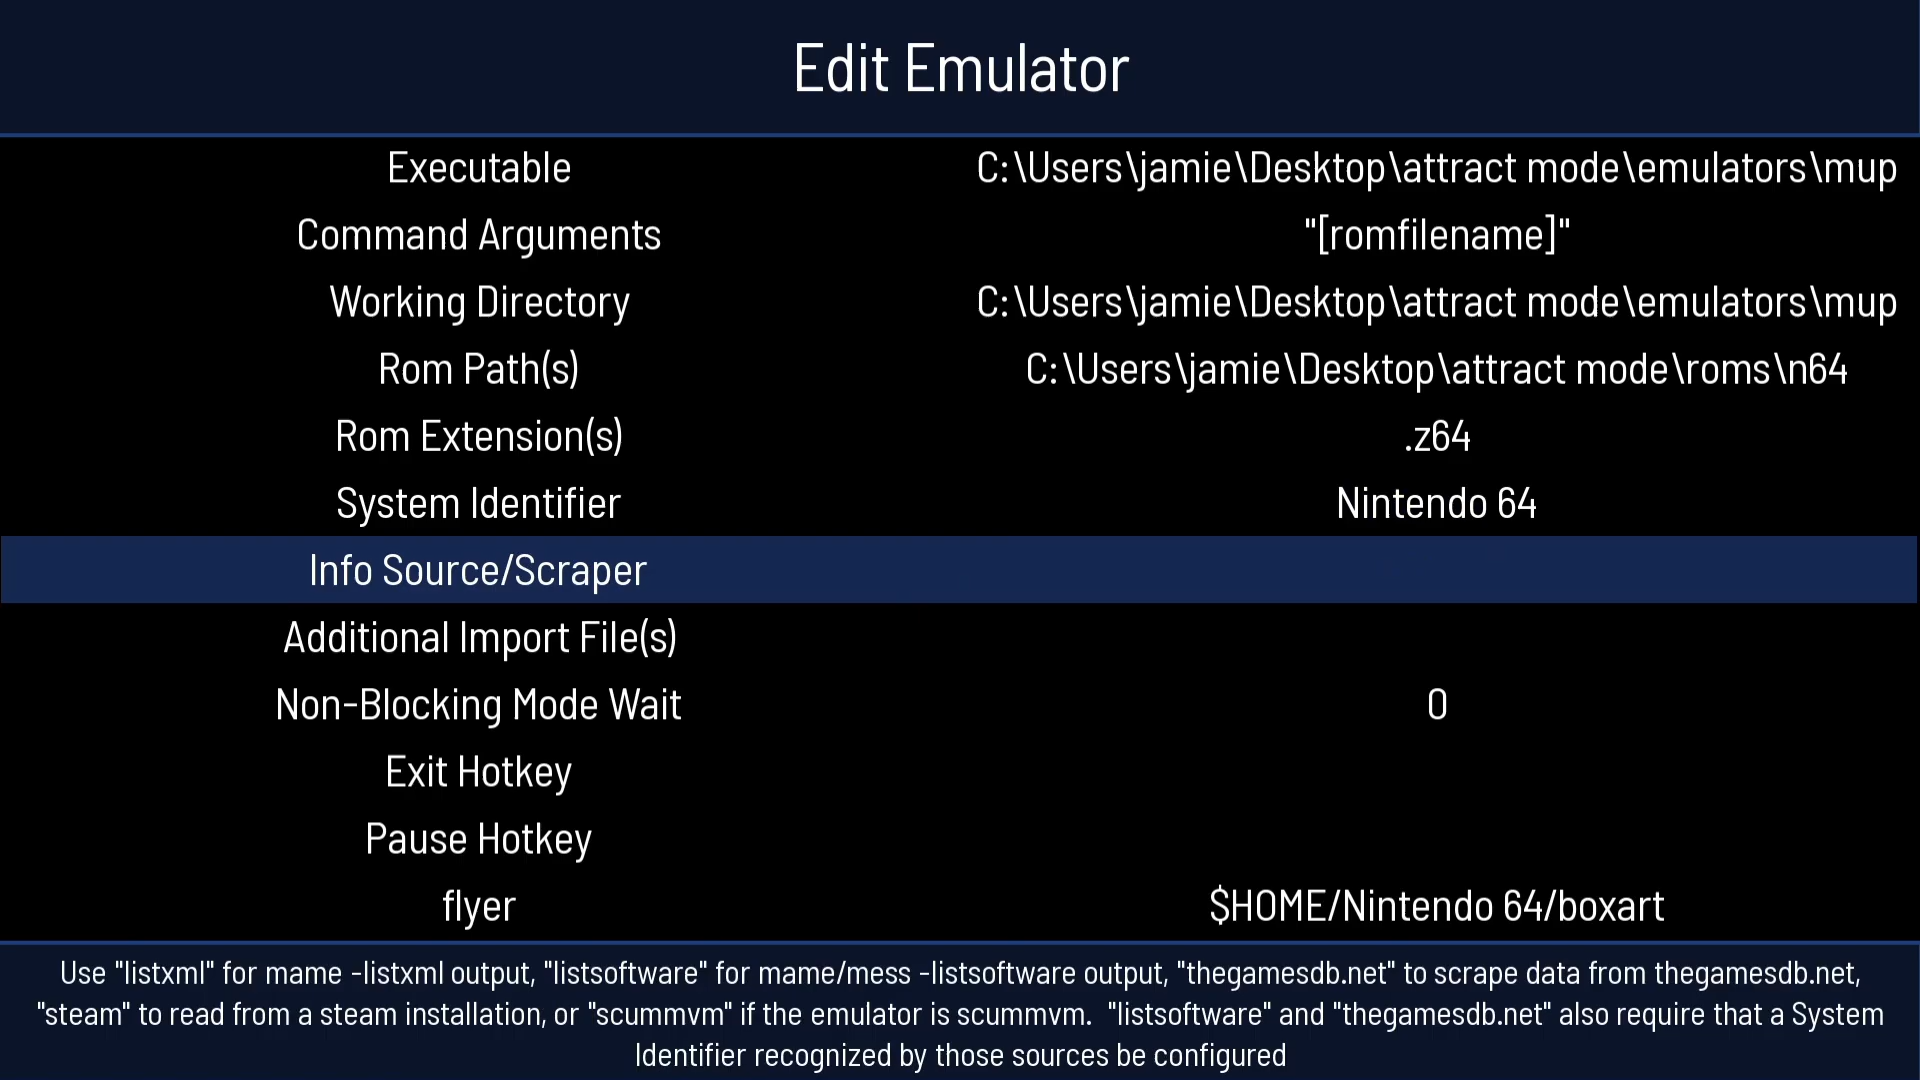 Edit Emulator
Executable C:\Users\jamie\Desktop\attract mode\emulators\mup
Command Arguments "[romfilename]"
Working Directory C:\Users\jamie\Desktop\attract mode\emulators\mup
Rom Path(s) C:\Users\jamie\Desktop\attract mode\roms\n64
Rom Extension(s) .z64
System Identifier Nintendo 64
Info Source/Scraper
Additional Import File(s)
Non-Blocking Mode Wait 0
Exit Hotkey
Pause Hotkey
flyer $HOME/Nintendo 64/boxart
Use "listxml" for mame -listxml output, "listsoftware" for mame/mess -listsoftware output, "thegamesdb.net" to scrape data from thegamesdb.net,
"steam" to read from a steam installation, or "scummvm" if the emulator is scummvm.  "listsoftware" and "thegamesdb.net" also require that a System
Identifier recognized by those sources be configured